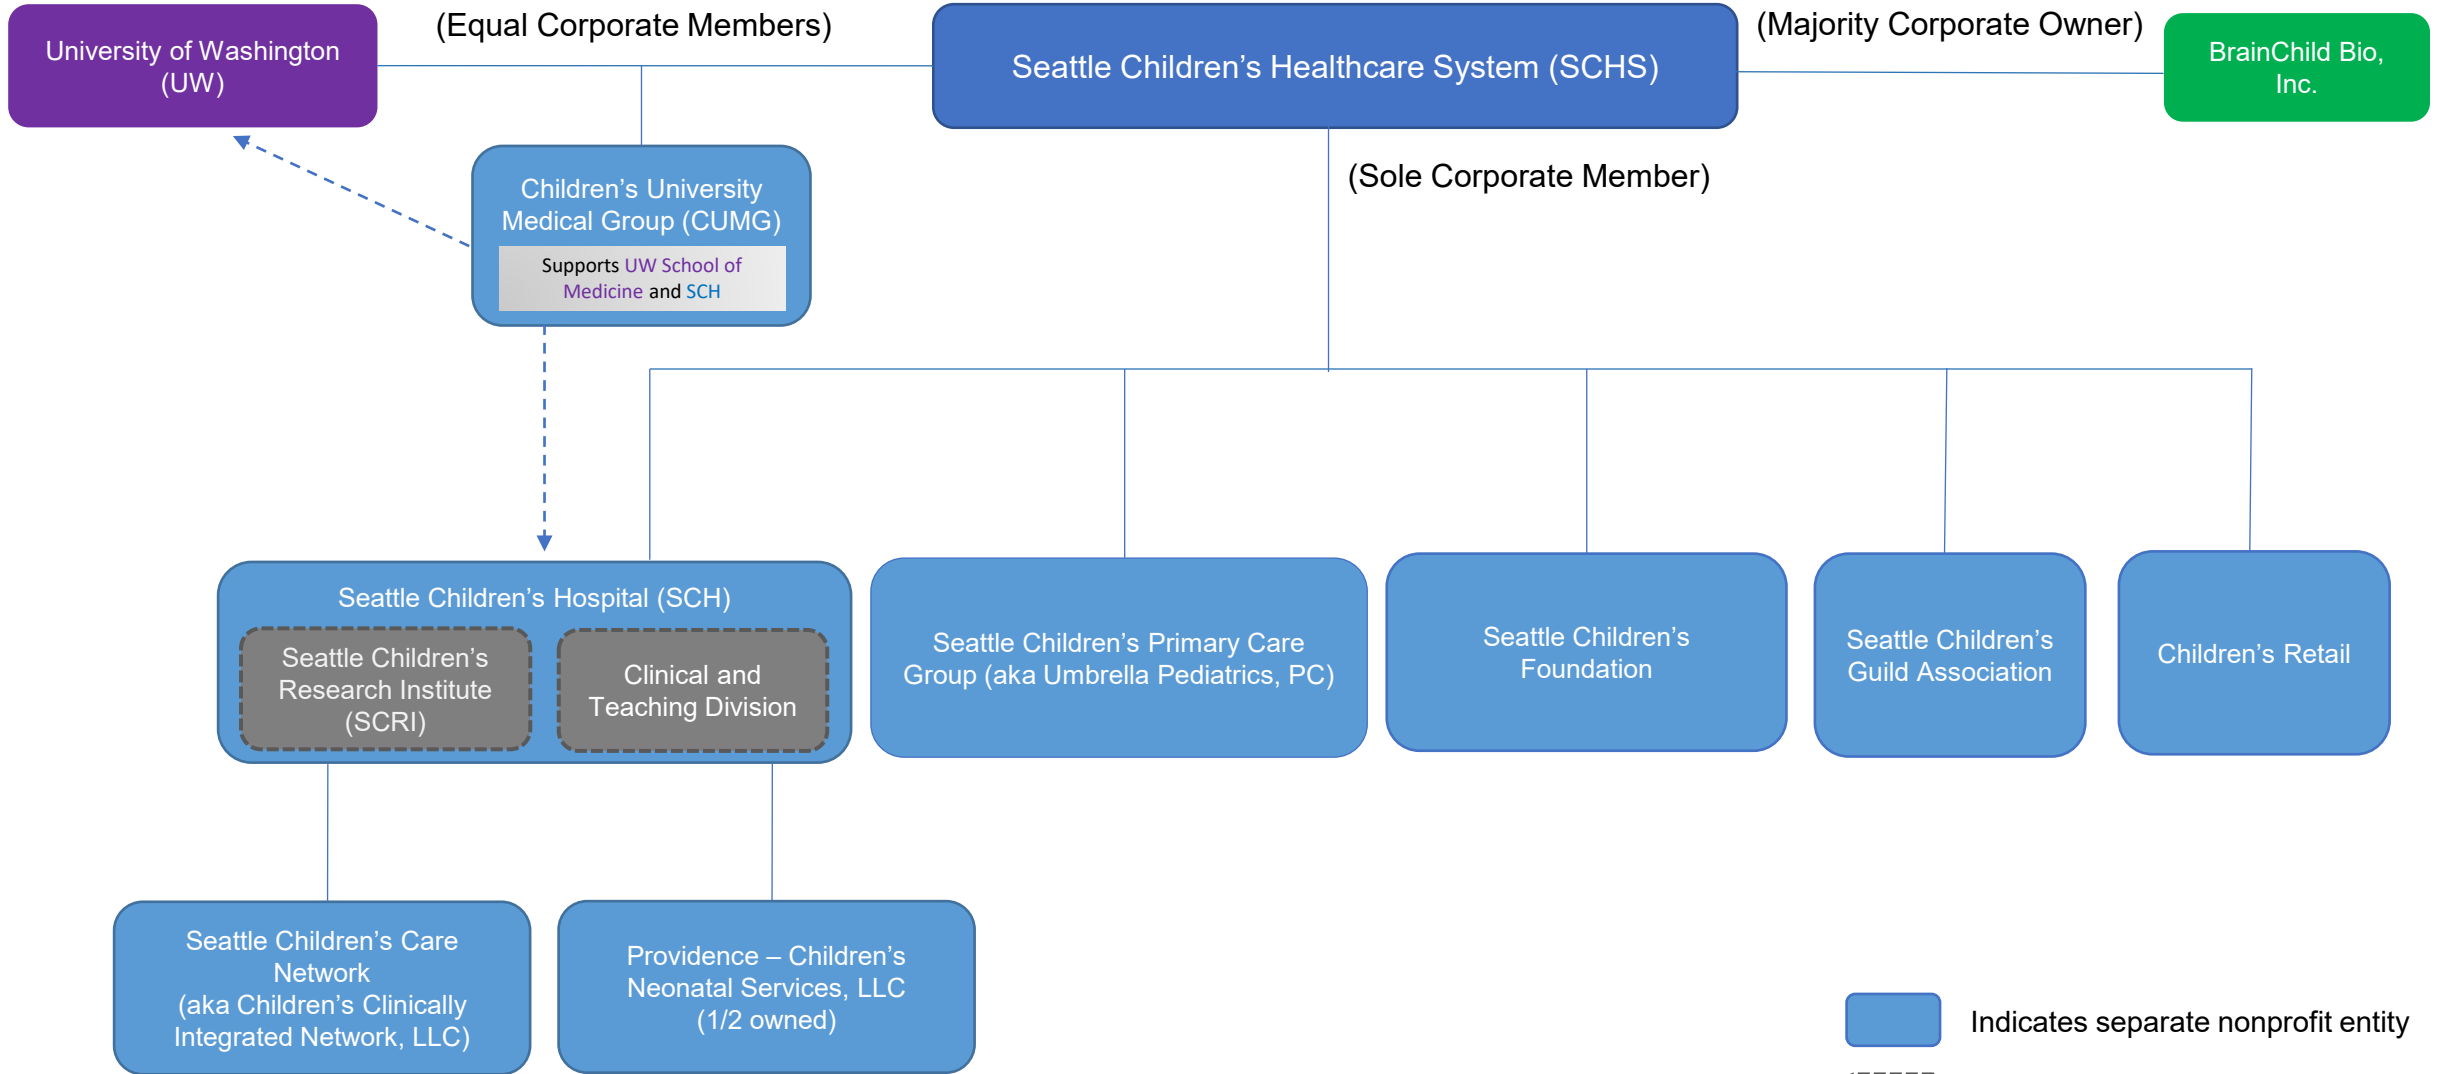 (Equal Corporate Members)
(Majority Corporate Owner)
University of Washington
(UW)
Seattle Children’s Healthcare System (SCHS)
BrainChild Bio,
Inc.
(Sole Corporate Member)
Children’s University
Medical Group (CUMG)
Supports UW School of
Medicine and SCH
Seattle Children’s Hospital (SCH)
Seattle Children’s
Research Institute
(SCRI)
Clinical and
Teaching Division
Seattle Children’s Primary Care
Group (aka Umbrella Pediatrics, PC)
Seattle Children’s
Foundation
Seattle Children’s
Guild Association
Children’s Retail
Seattle Children’s Care
Network
(aka Children’s Clinically
Integrated Network, LLC)
Providence – Children’s
Neonatal Services, LLC
(1/2 owned)
Indicates separate nonprofit entity